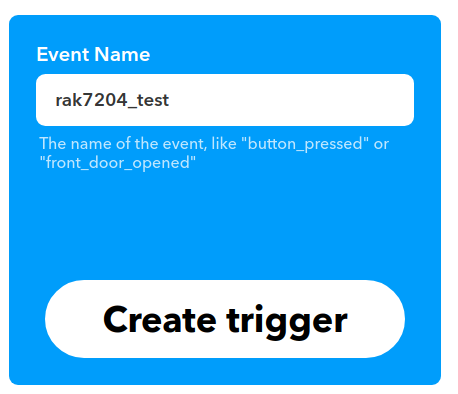 Event Name
rak7204_test
The name of the event, like "button_pressed" or
"front_door_opened"
Create trigger